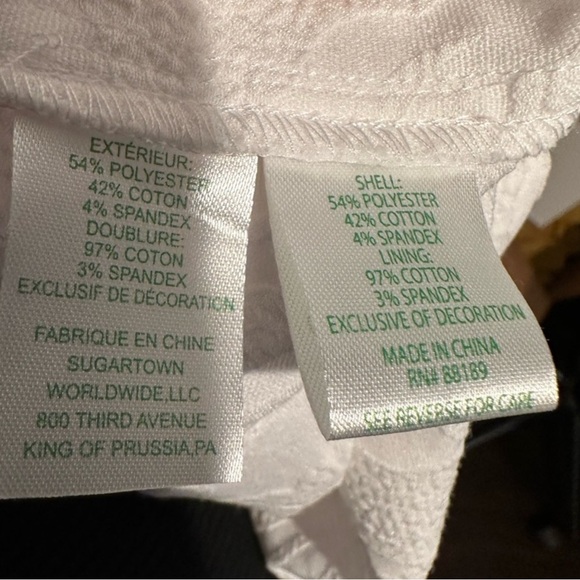 EXTÉRIEUR:
54% POLYESTER
42% COTON
4% SPANDEX
DOUBLURE:
97% COTON
3% SPANDEX
EXCLUSIF DE DÉCORATION
FABRIQUE EN CHINE
SUGARTOWN
WORLDWIDE,LLC
800 THIRD AVENUE
KING OF PRUSSIA,PA
SHELL:
54% POLYESTER
42% COTTON
4% SPANDEX
LINING:
97% COTTON
3% SPANDEX
EXCLUSIVE OF DECORATION
MADE IN CHINA
RN# 88189
SEE REVERSE FOR CARE